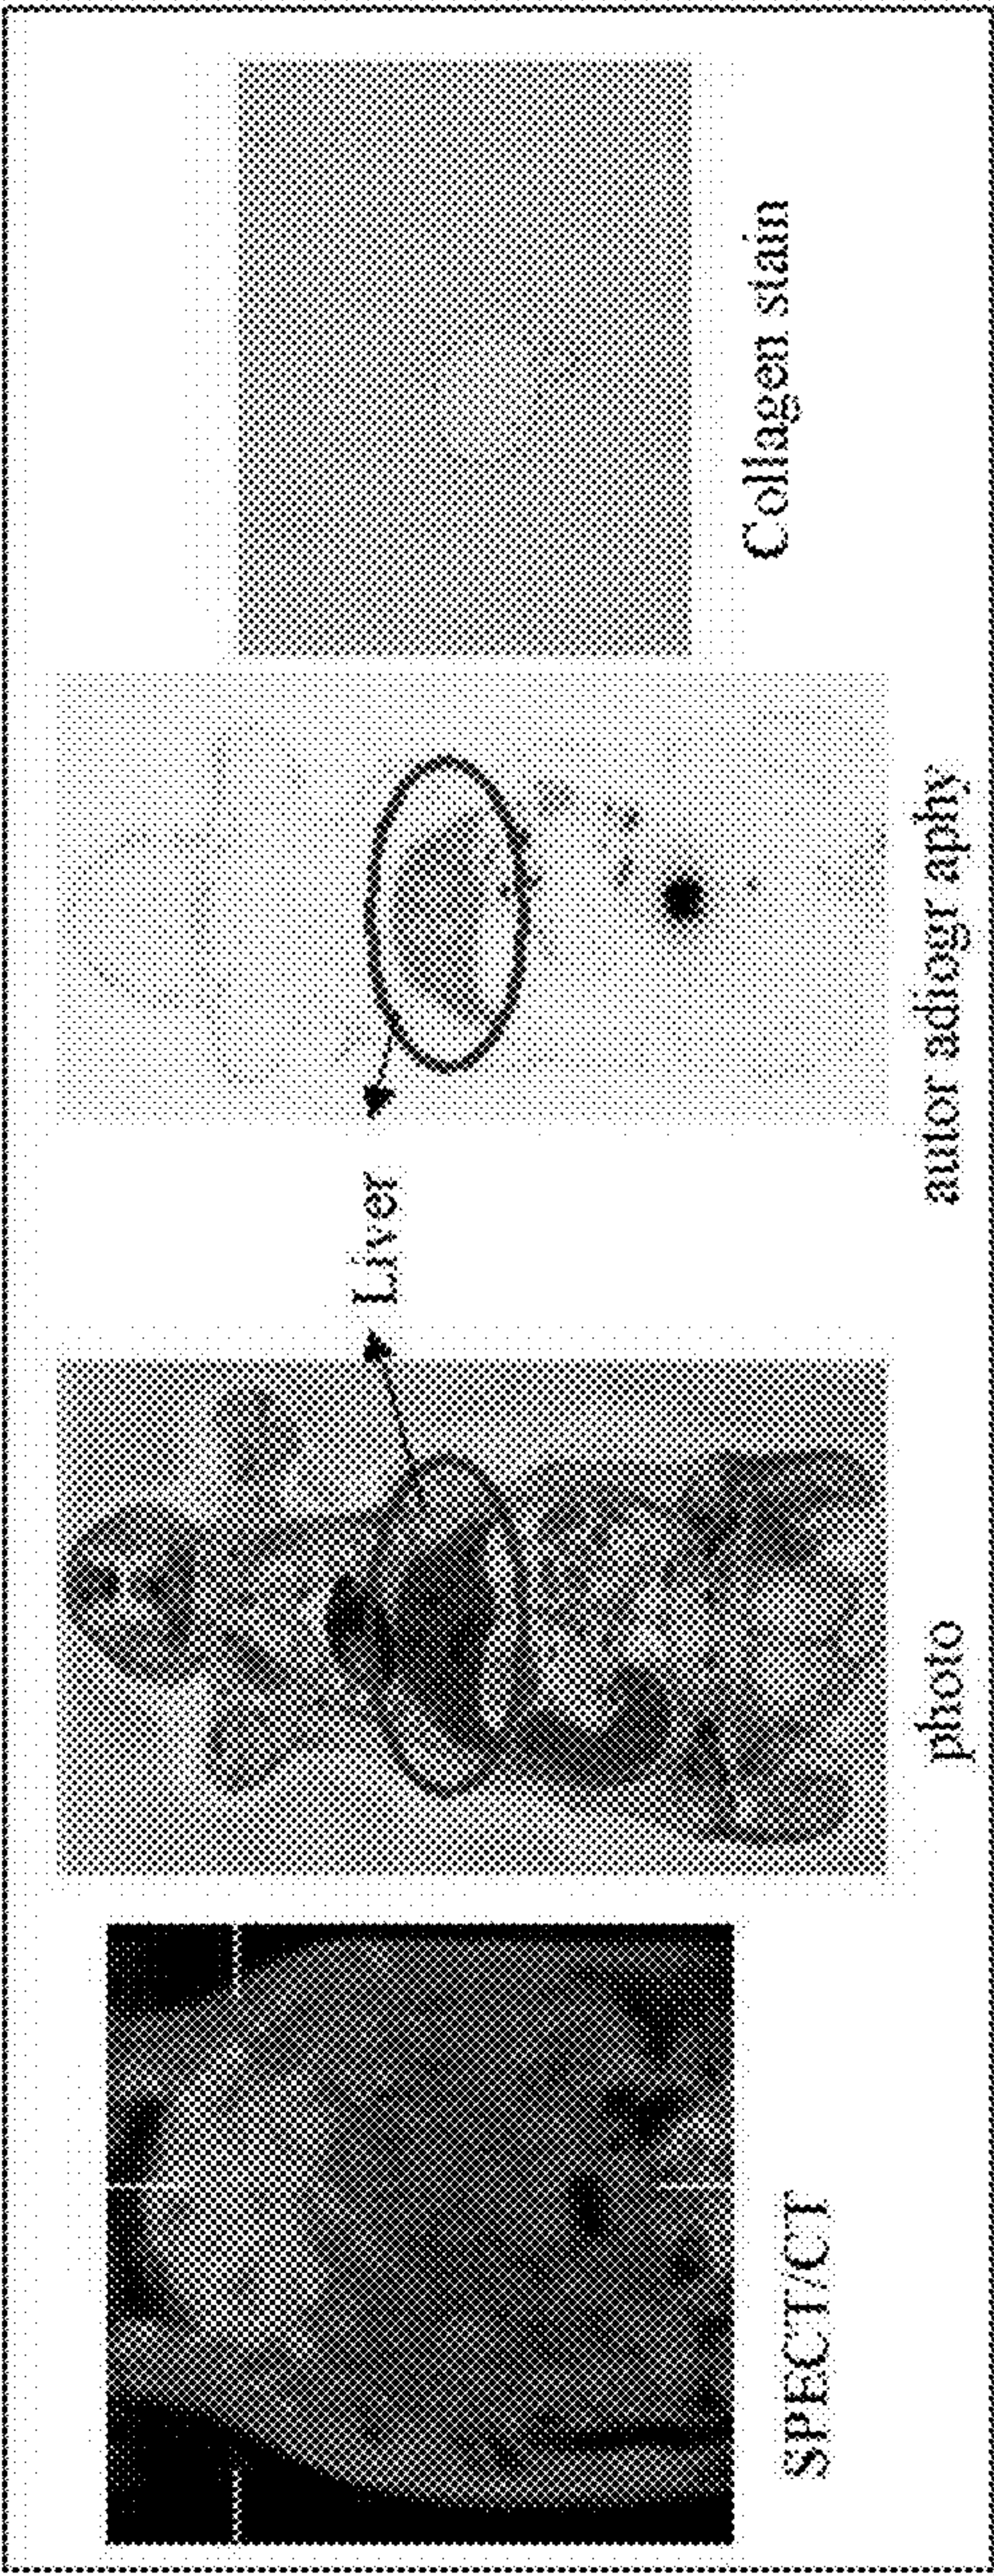 SPECT/CT
photo
Liver
autor adiogr aphy
Collagen stain